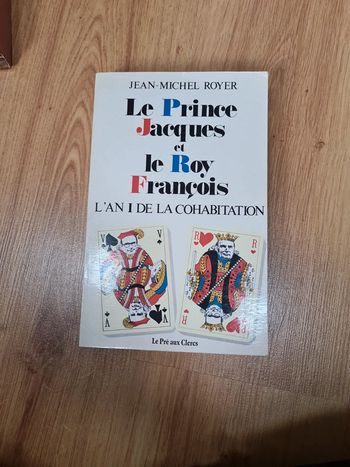 JEAN-MICHEL ROYER
Le Prince
Jacques
et
le Roy
François
L'AN I DE LA COHABITATION
V
V
R
R
Le Pré aux Clercs